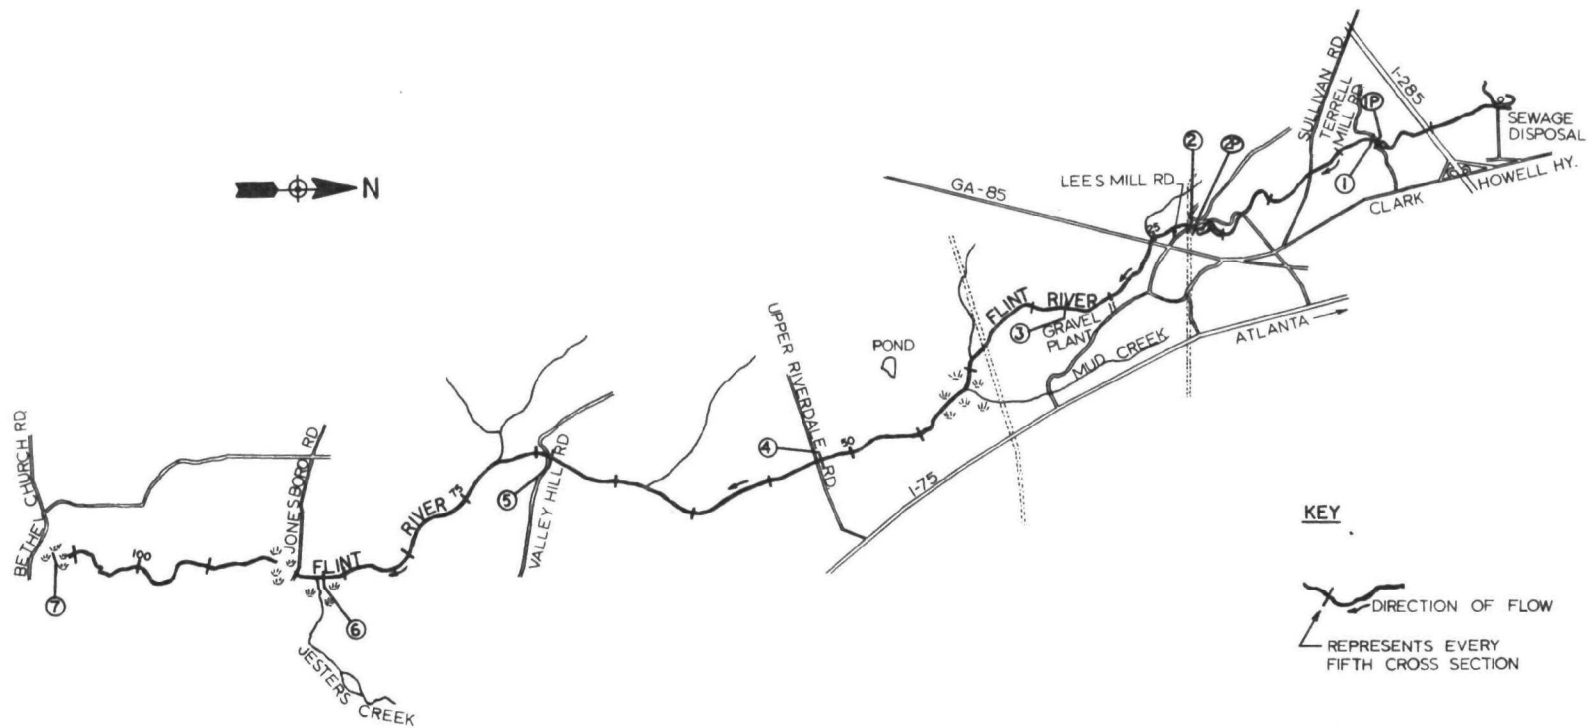 SULLIVAN RD
TERRELL
MILL RD
I-285
1P
SEWAGE
DISPOSAL
HOWELL HY.
CLARK
1
2
2P
LEES MILL RD.
GA-85
25
N
FLINT RIVER
3
GRAVEL
PLANT
MUD CREEK
ATLANTA
POND
UPPER RIVERDALE RD
4
50
I-75
5
VALLEY HILL RD
RIVER
75
FLINT
JONESBORO RD
BETHEL CHURCH RD
100
7
6
JESTERS CREEK
KEY
DIRECTION OF FLOW
REPRESENTS EVERY
FIFTH CROSS SECTION